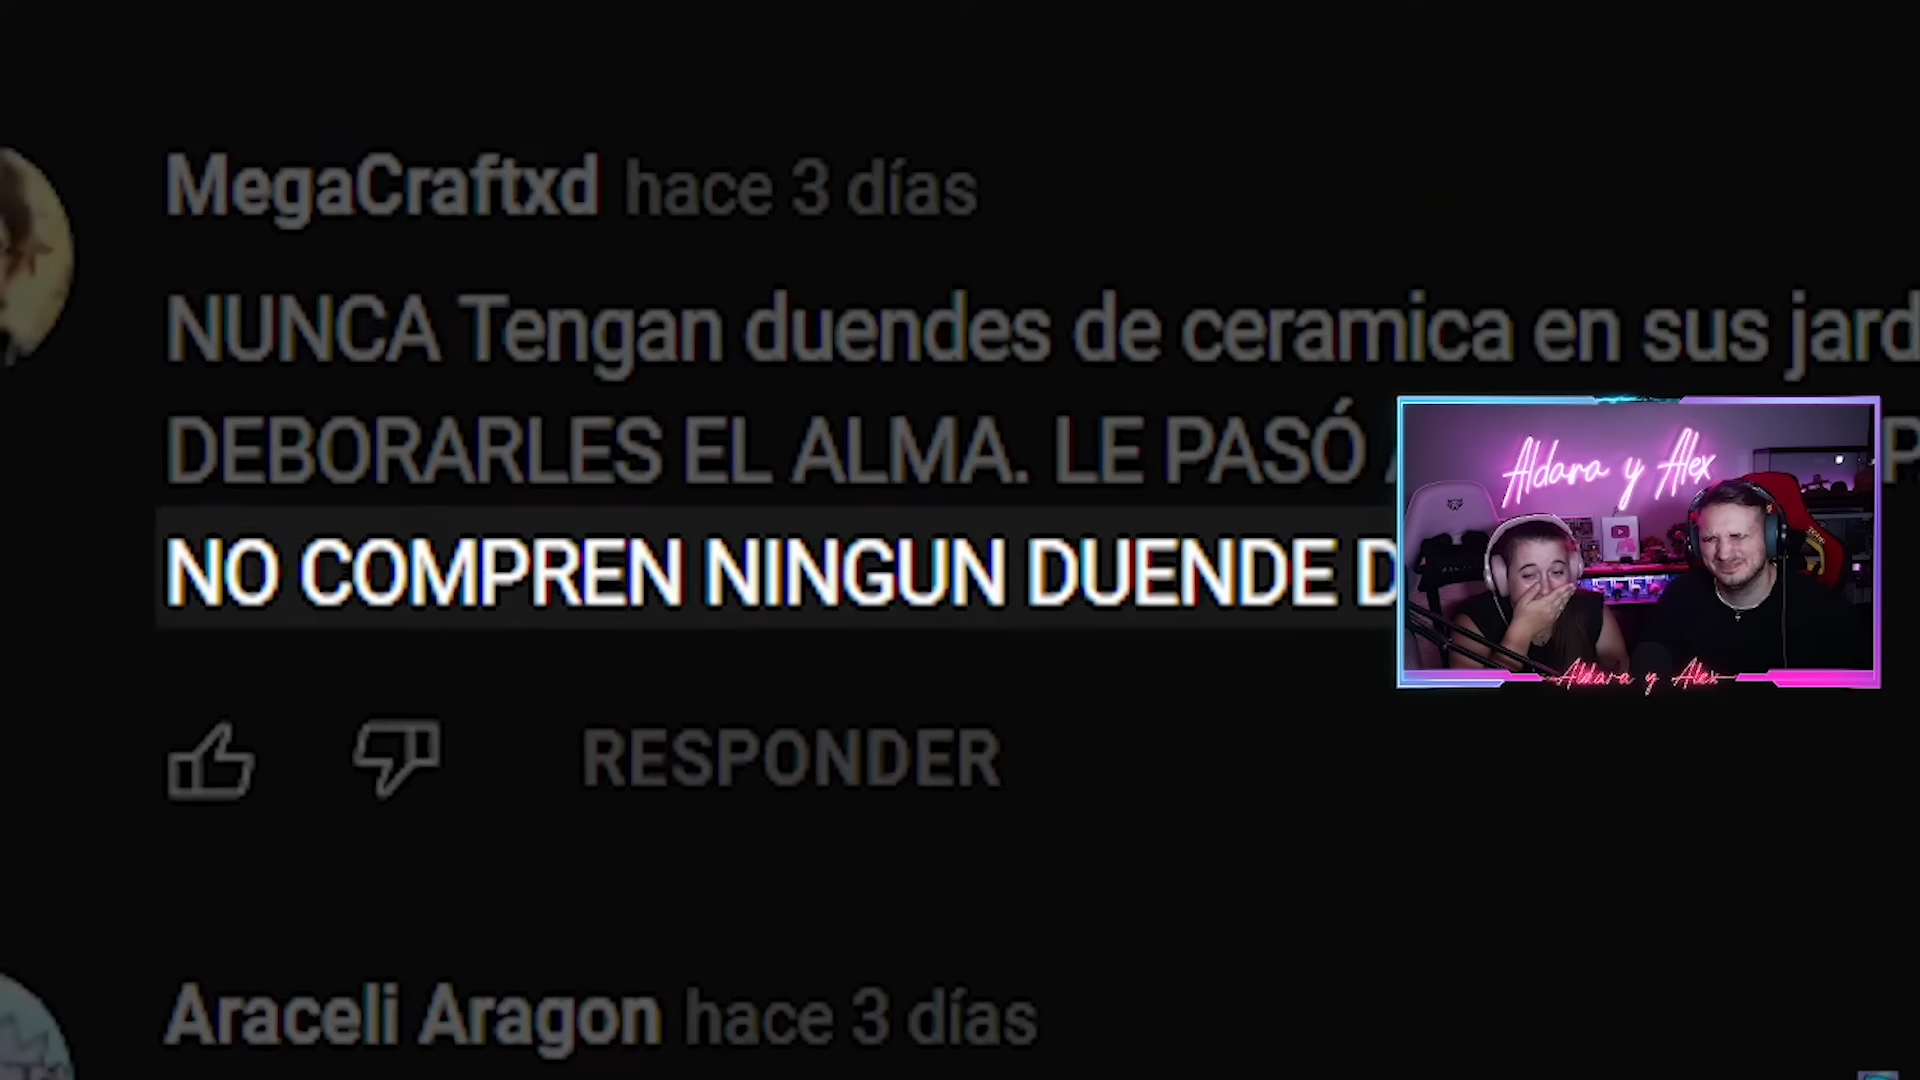 MegaCraftxd hace 3 días
NUNCA Tengan duendes de ceramica en sus
DEBORARLES EL ALMA. LE PASÓ
NO COMPREN NINGUN DUENDE
Aldara y Alex
Aldara y Alex
RESPONDER
Araceli Aragon hace 3 días